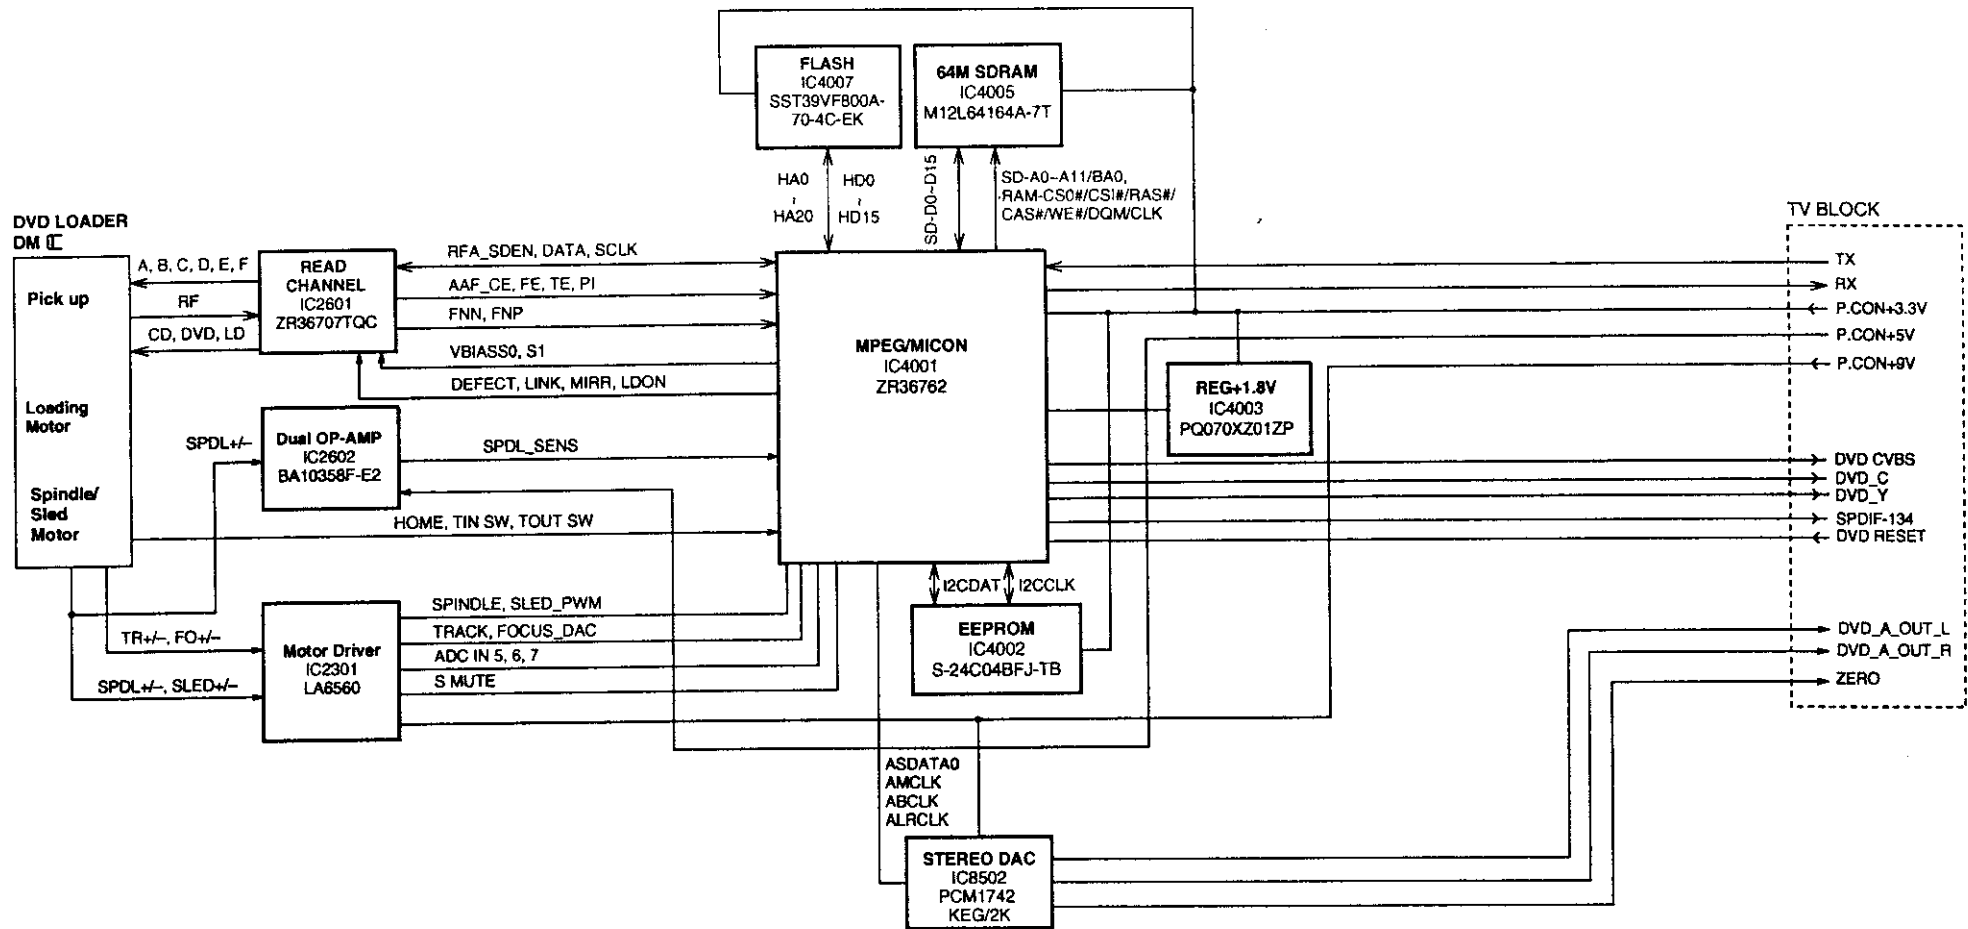 FLASH
IC4007
SST39VF800A-
70-4C-EK
64M SDRAM
IC4005
M12L64164A-7T
HA0
~
HA20
HD0
~
HD15
SD-D0~D15
SD-A0~A11/BA0,
RAM-CS0#/CSI#/RAS#/
CAS#/WE#/DQM/CLK
DVD LOADER
DM
Pick up
Loading
Motor
Spindle/
Sled
Motor
A, B, C, D, E, F
RF
CD, DVD, LD
READ
CHANNEL
IC2601
ZR36707TQC
RFA_SDEN, DATA, SCLK
AAF_CE, FE, TE, PI
FNN, FNP
VBIASS0, S1
DEFECT, LINK, MIRR, LDON
SPDL+/–
Dual OP-AMP
IC2602
BA10358F-E2
SPDL_SENS
HOME, TIN SW, TOUT SW
MPEG/MICON
IC4001
ZR36762
REG+1.8V
IC4003
PQ070XZ01ZP
TV BLOCK
TX
RX
P.CON+3.3V
P.CON+5V
P.CON+9V
DVD CVBS
DVD_C
DVD_Y
SPDIF-134
DVD RESET
DVD_A_OUT_L
DVD_A_OUT_R
ZERO
I2CDAT
I2CCLK
EEPROM
IC4002
S-24C04BFJ-TB
TR+/–, FO+/–
SPDL+/–, SLED+/–
Motor Driver
IC2301
LA6560
SPINDLE, SLED_PWM
TRACK, FOCUS_DAC
ADC IN 5, 6, 7
S MUTE
ASDATA0
AMCLK
ABCLK
ALRCLK
STEREO DAC
IC8502
PCM1742
KEG/2K